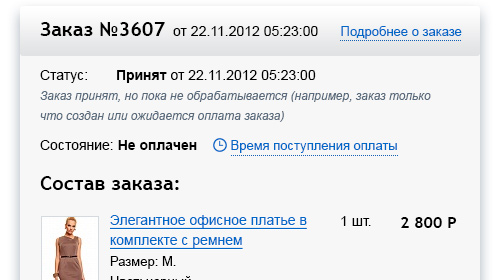 Заказ №3607 от 22.11.2012 05:23:00 Подробнее о заказе
Статус: Принят от 22.11.2012 05:23:00
Заказ принят, но пока не обрабатывается (например, заказ только
что создан или ожидается оплата заказа)
Состояние: Не оплачен Время поступления оплаты
Состав заказа:
Элегантное офисное платье в 1 шт. 2 800 Р
комплекте с ремнем
Размер: M.